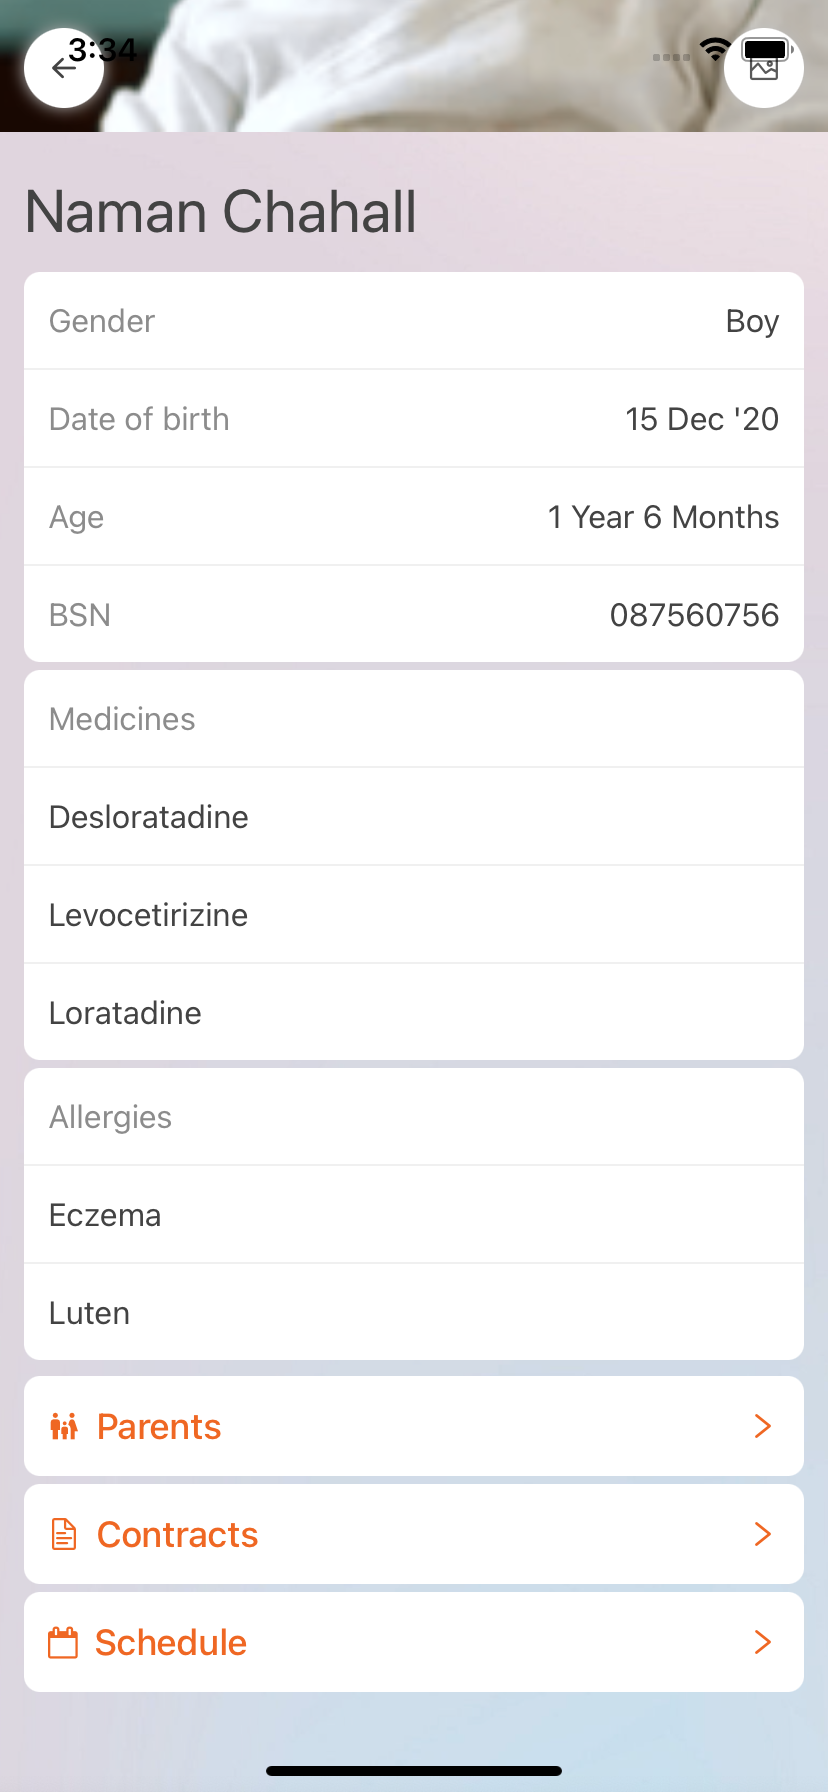 3:34
Naman Chahall
Gender Boy
Date of birth 15 Dec '20
Age 1 Year 6 Months
BSN 087560756
Medicines
Desloratadine
Levocetirizine
Loratadine
Allergies
Eczema
Luten
Parents
Contracts
Schedule